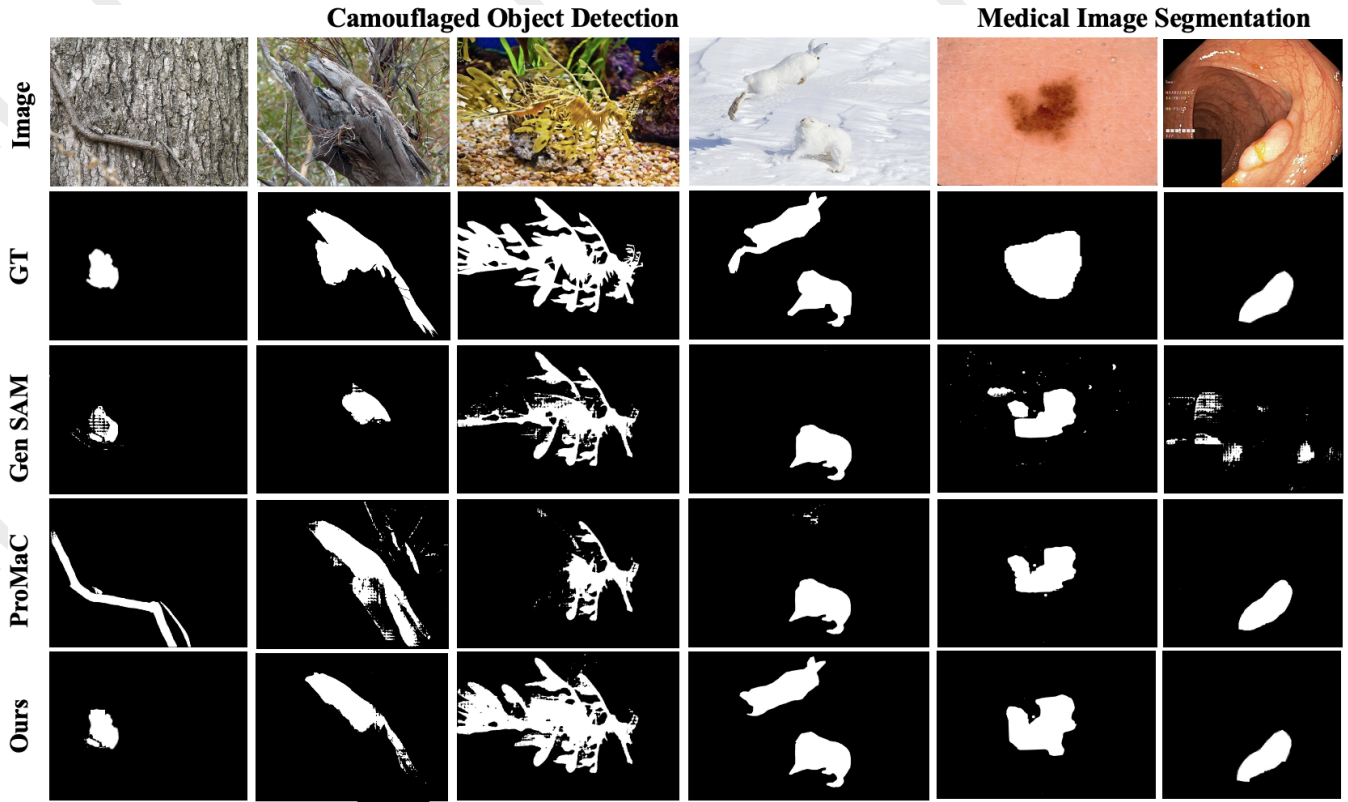 Camouflaged Object Detection
Medical Image Segmentation
Image
GT
Gen SAM
ProMaC
Ours